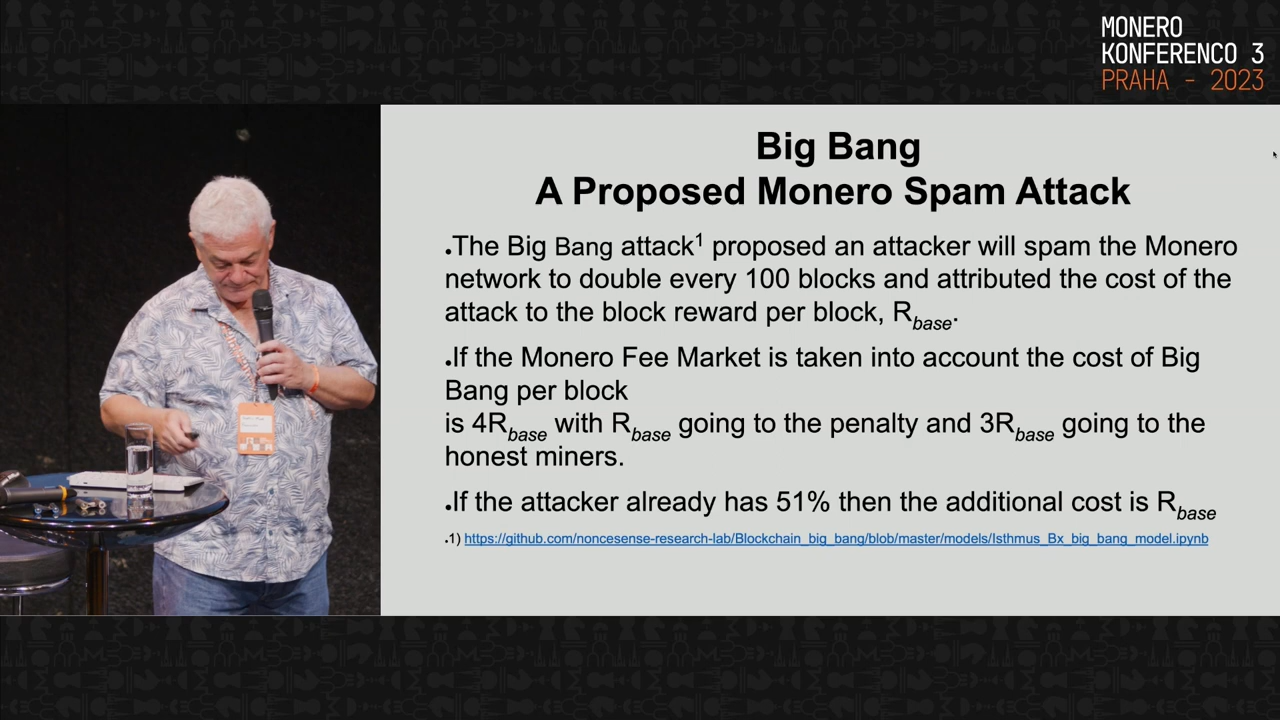 MONERO
KONFERENCO 3
PRAHA - 2023
Big Bang
A Proposed Monero Spam Attack
.The Big Bang attack1 proposed an attacker will spam the Monero
network to double every 100 blocks and attributed the cost of the
attack to the block reward per block, Rbase.
.If the Monero Fee Market is taken into account the cost of Big
Bang per block
is 4Rbase with Rbase going to the penalty and 3Rbase going to the
honest miners.
.If the attacker already has 51% then the additional cost is Rbase
.1) https://github.com/noncesense-research-lab/Blockchain_big_bang/blob/master/models/Isthmus_Bx_big_bang_model.ipynb